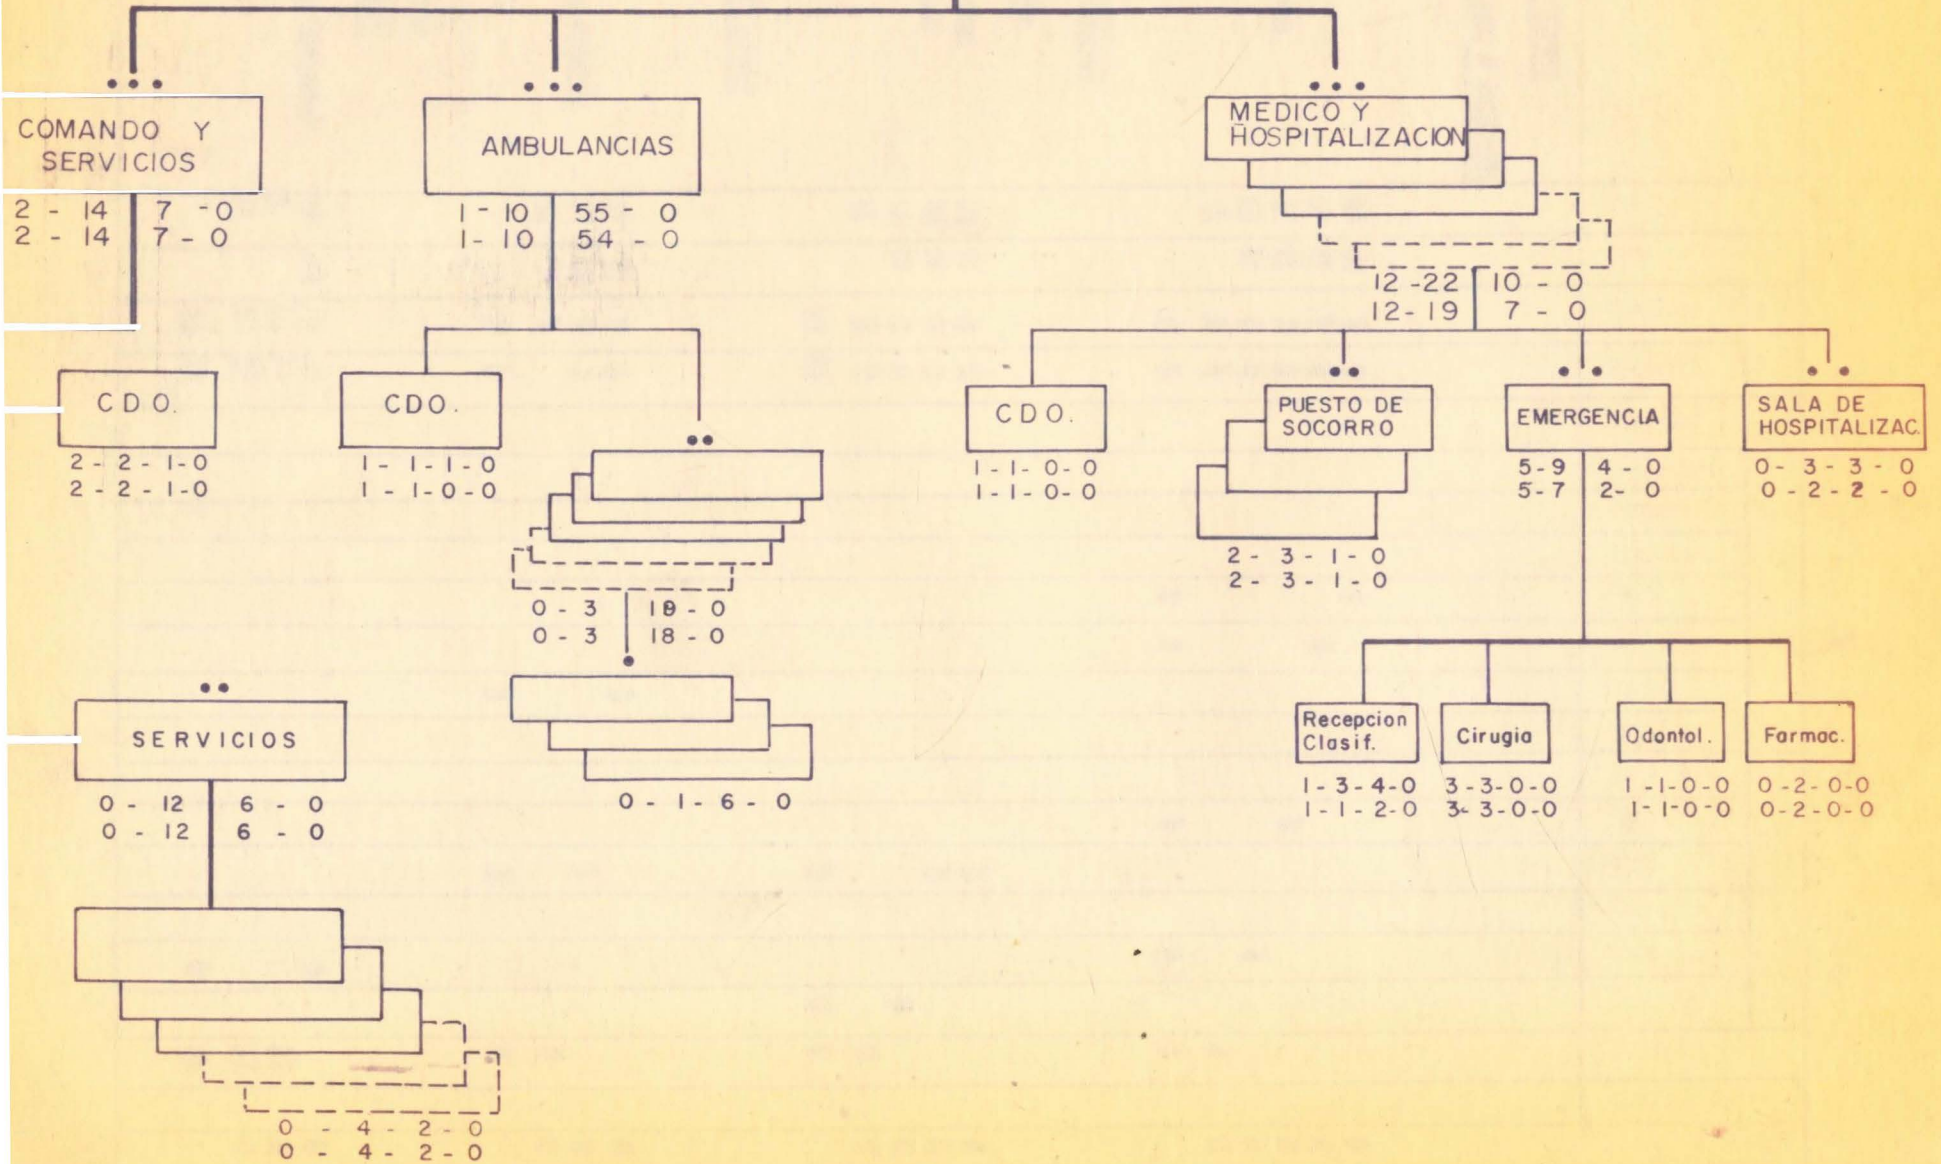 COMANDO Y
SERVICIOS
2 - 14 7 - 0
2 - 14 7 - 0
AMBULANCIAS
1 - 10 55 - 0
1 - 10 54 - 0
MEDICO Y
HOSPITALIZACION
12 - 22 10 - 0
12 - 19 7 - 0
CDO.
2 - 2 - 1 - 0
2 - 2 - 1 - 0
CDO.
1 - 1 - 1 - 0
1 - 1 - 0 - 0
0 - 3 19 - 0
0 - 3 18 - 0
0 - 1 - 6 - 0
CDO.
1 - 1 - 0 - 0
1 - 1 - 0 - 0
PUESTO DE
SOCORRO
2 - 3 - 1 - 0
2 - 3 - 1 - 0
EMERGENCIA
5 - 9 4 - 0
5 - 7 2 - 0
SALA DE
HOSPITALIZAC.
0 - 3 - 3 - 0
0 - 2 - 2 - 0
SERVICIOS
0 - 12 6 - 0
0 - 12 6 - 0
0 - 4 - 2 - 0
0 - 4 - 2 - 0
Recepcion
Clasif.
1 - 3 - 4 - 0
1 - 1 - 2 - 0
Cirugia
3 - 3 - 0 - 0
3 - 3 - 0 - 0
Odontol.
1 - 1 - 0 - 0
1 - 1 - 0 - 0
Farmac.
0 - 2 - 0 - 0
0 - 2 - 0 - 0